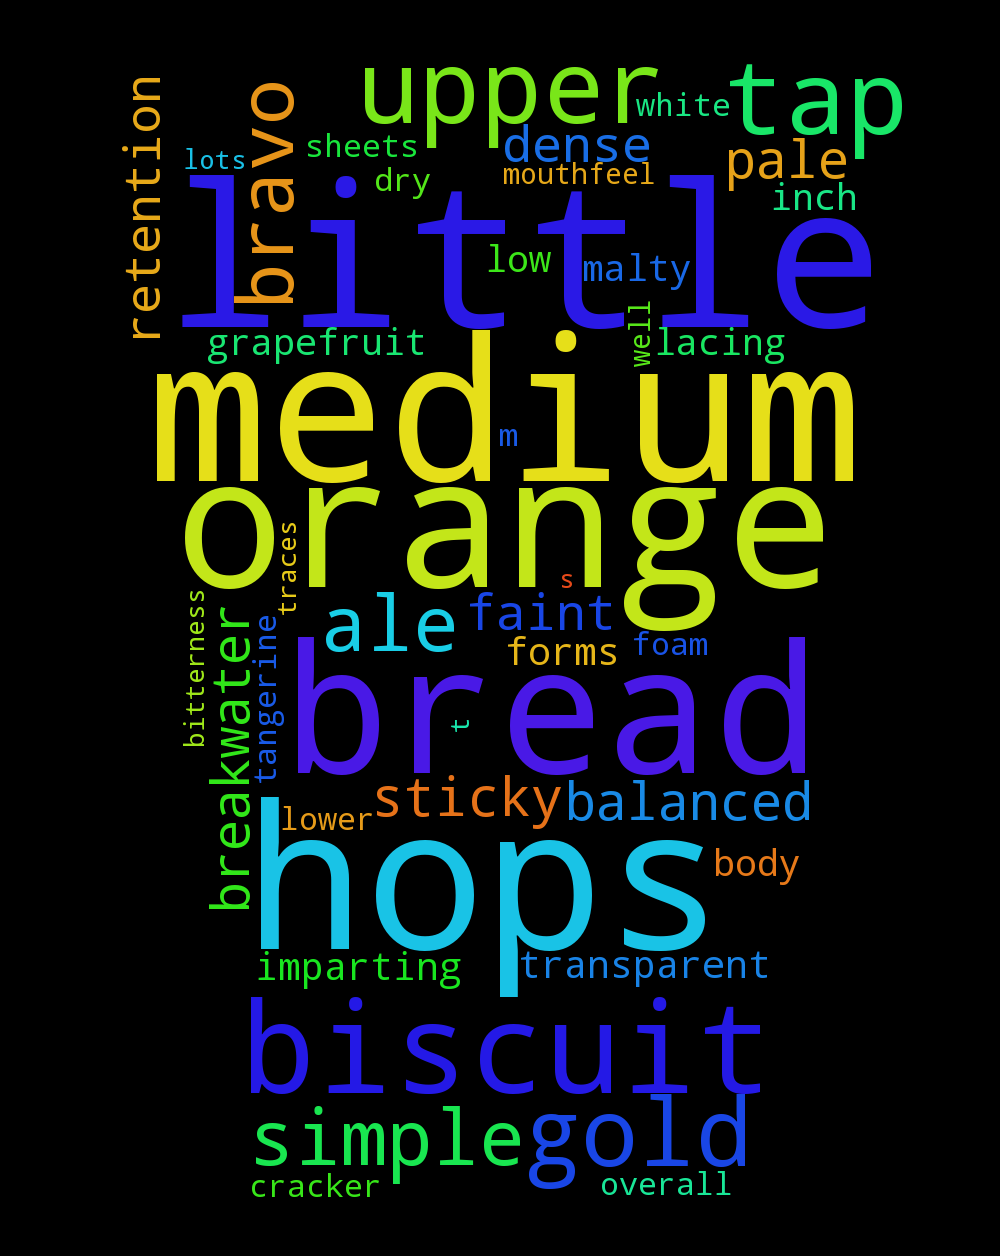 upper
tap
white
retention
bravo
sheets
dense
pale
lots
dry
mouthfeel
inch
little
low
malty
well
grapefruit
lacing
medium
m
orange
traces
s
bitterness
ale
faint
breakwater
tangerine
forms
foam
bread
t
sticky
balanced
lower
hops
body
imparting
transparent
biscuit
simple
gold
cracker
overall